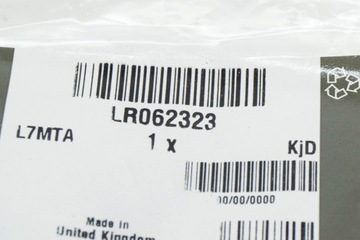 LR062323
L7MTA
1 x
KjD
00/00/0000
Made in
United Kingdom